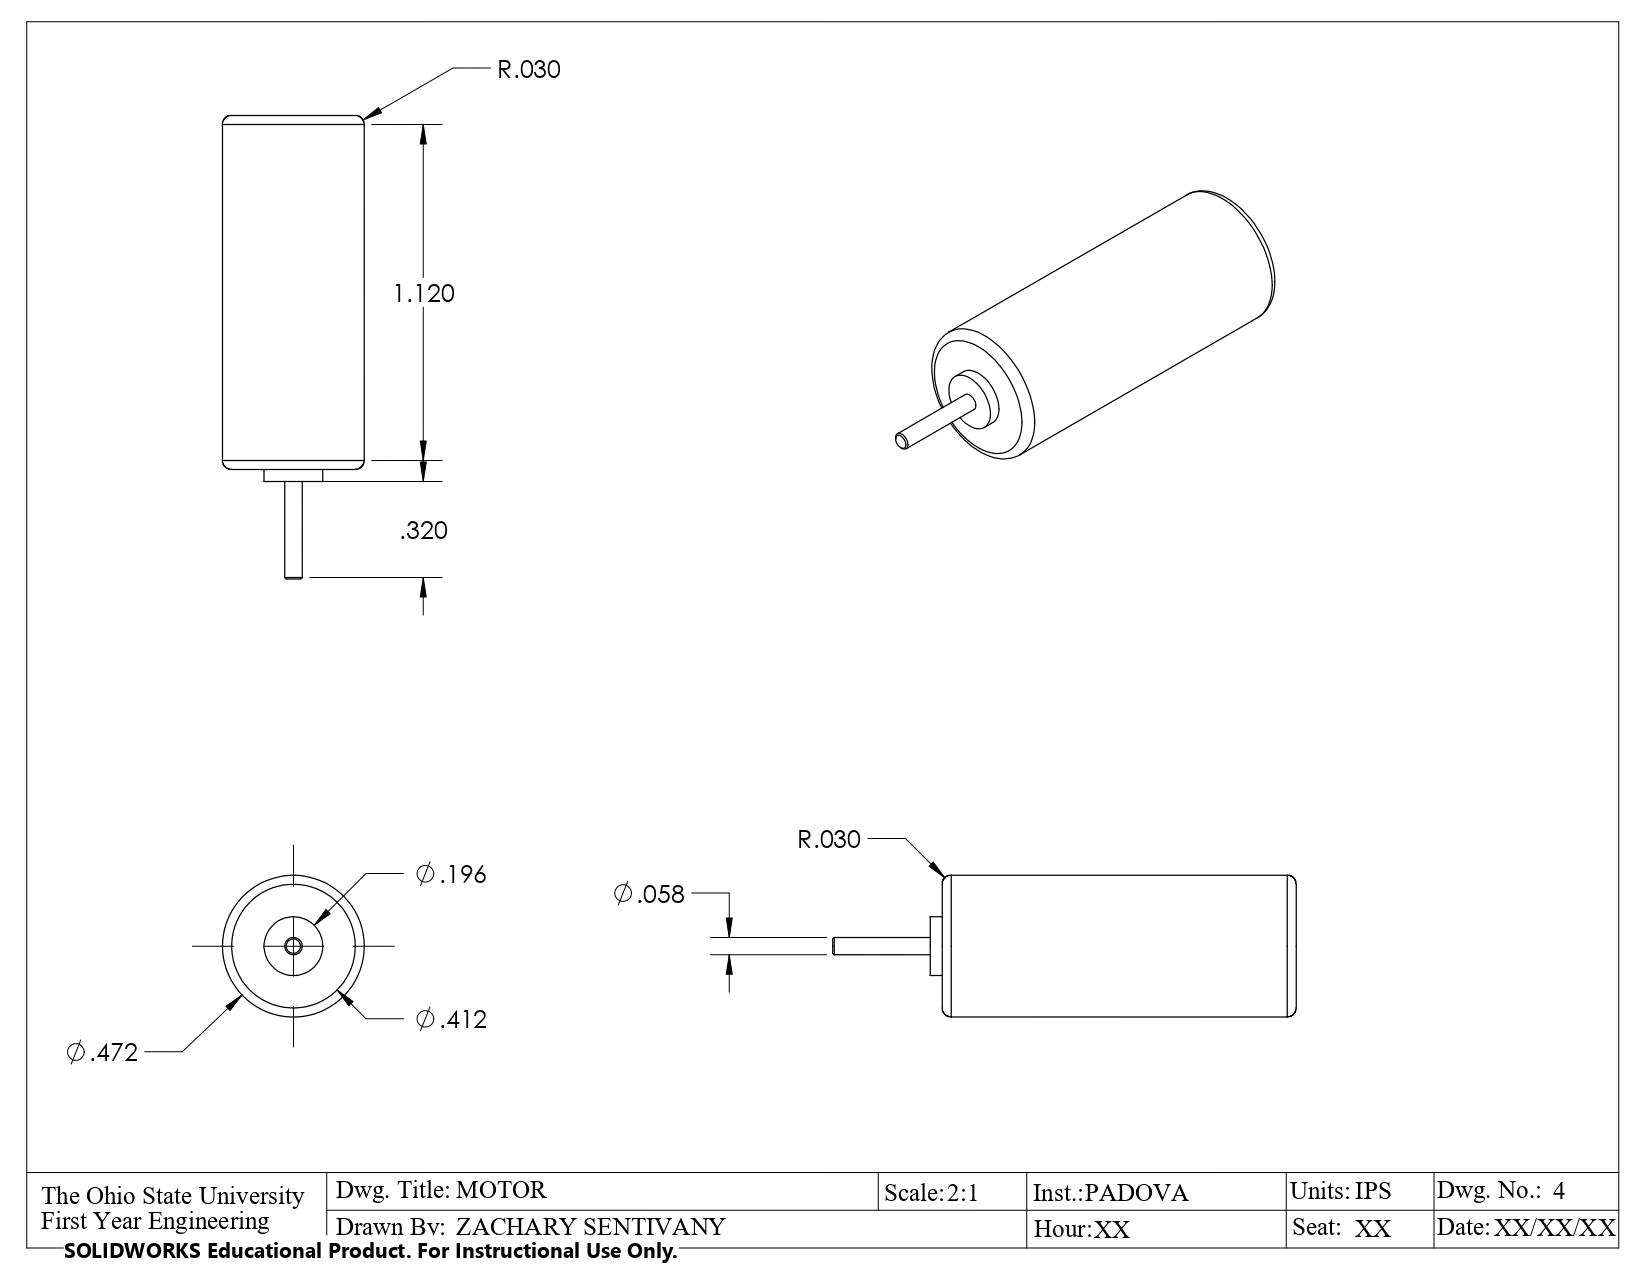 R.030
1.120
.320
R.030
∅.196
∅.058
∅.412
∅.472
The Ohio State University
First Year Engineering
Dwg. Title: MOTOR
Drawn By: ZACHARY SENTIVANY
Scale: 2:1
Inst.: PADOVA
Hour: XX
Units: IPS
Seat: XX
Dwg. No.: 4
Date: XX/XX/XX
SOLIDWORKS Educational Product. For Instructional Use Only.